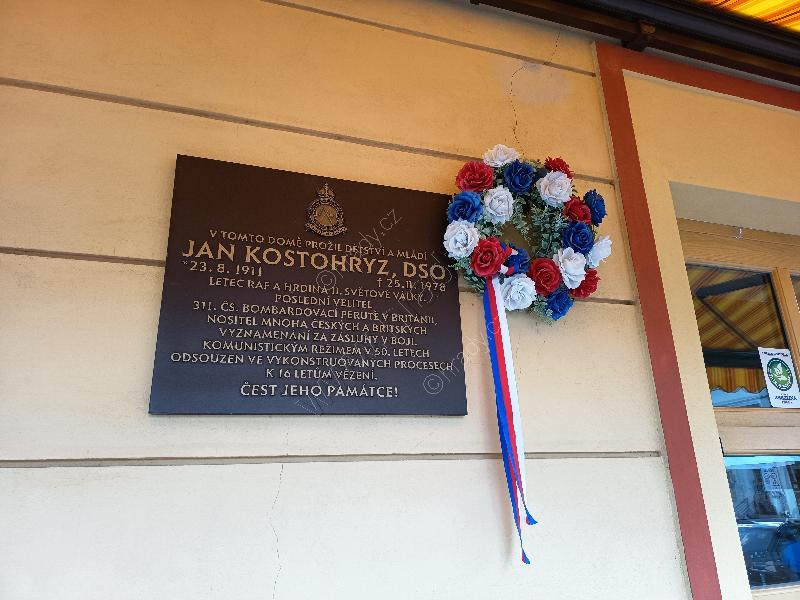 V TOMTO DOMĚ PROŽIL DĚTSTVÍ A MLÁDÍ
JAN KOSTOHRYZ, DSO
*23. 8. 1911 † 25. 11. 1978
LETEC RAF A HRDINA II. SVĚTOVÉ VÁLKY.
POSLEDNÍ VELITEL
311. ČS. BOMBARDOVACÍ PERUTĚ V BRITÁNII,
NOSITEL MNOHA ČESKÝCH A BRITSKÝCH
VYZNAMENÁNÍ ZA ZÁSLUHY V BOJI.
KOMUNISTICKÝM REŽIMEM V 50. LETECH
ODSOUZEN VE VYKONSTRUOVANÝCH PROCESECH
K 16 LETŮM VĚZENÍ.
ČEST JEHO PAMÁTCE!